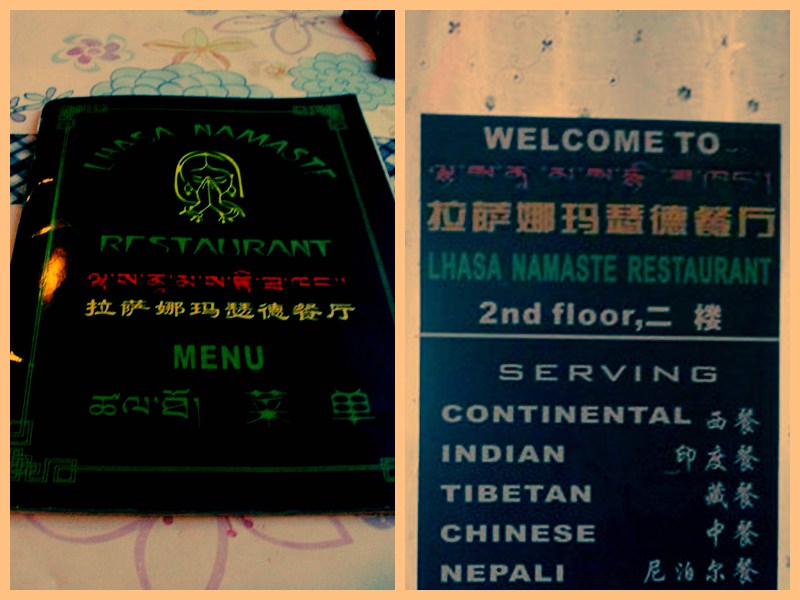 LHASA NAMASTE
RESTAURANT
拉萨娜玛瑟德餐厅
MENU
菜单
WELCOME TO
拉萨娜玛瑟德餐厅
LHASA NAMASTE RESTAURANT
2nd floor,二 楼
SERVING
CONTINENTAL 西餐
INDIAN 印度餐
TIBETAN 藏餐
CHINESE 中餐
NEPALI 尼泊尔餐